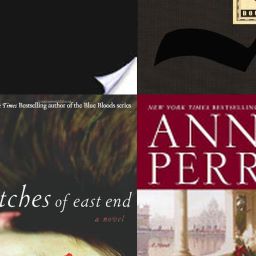 Times Bestselling author of the Blue Bloods series
tches of east end
a novel
NEW YORK TIMES BESTSELLING
ANN
PERR
A Novel